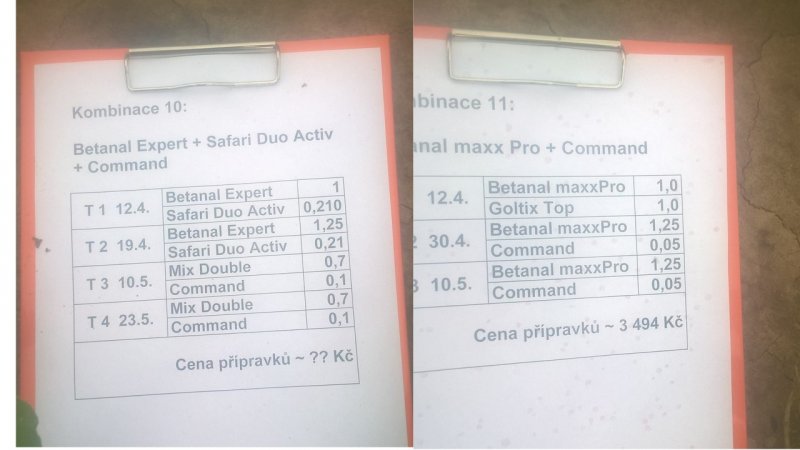 Kombinace 10:
Betanal Expert + Safari Duo Activ
+ Command
T 1 12.4. Betanal Expert 1
Safari Duo Activ 0,210
T 2 19.4. Betanal Expert 1,25
Safari Duo Activ 0,21
T 3 10.5. Mix Double 0,7
Command 0,1
T 4 23.5. Mix Double 0,7
Command 0,1
Cena přípravků ~ ?? Kč
binace 11:
anal maxx Pro + Command
12.4. Betanal maxxPro 1,0
Goltix Top 1,0
2 30.4. Betanal maxxPro 1,25
Command 0,05
3 10.5. Betanal maxxPro 1,25
Command 0,05
Cena přípravků ~ 3 494 Kč